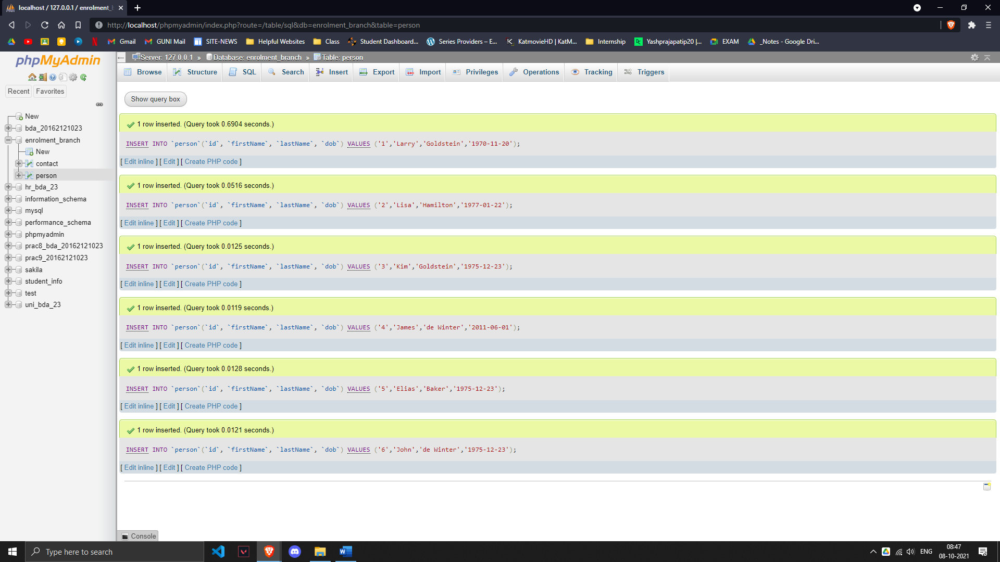 localhost / 127.0.0.1 / enrolment_
http://localhost/phpmyadmin/index.php?route=/table/sql&db=enrolment_branch&table=person
Gmail GUNI Mail SITE-NEWS Helpful Websites Class Student Dashboard... Series Providers – E... KatmovieHD | KatM... Internship Yashprajapatip20 |... EXAM _Notes - Google Dri...
phpMyAdmin
Recent Favorites
New
bda_20162121023
enrolment_branch
New
contact
person
hr_bda_23
information_schema
mysql
performance_schema
phpmyadmin
prac8_bda_20162121023
prac9_20162121023
sakila
student_info
test
uni_bda_23
Server: 127.0.0.1 » Database: enrolment_branch » Table: person
Browse Structure SQL Search Insert Export Import Privileges Operations Tracking Triggers
Show query box
1 row inserted. (Query took 0.6904 seconds.)
INSERT INTO `person`(`id`, `firstName`, `lastName`, `dob`) VALUES ('1','Larry','Goldstein','1970-11-20');
[ Edit inline ] [ Edit ] [ Create PHP code ]
1 row inserted. (Query took 0.0516 seconds.)
INSERT INTO `person`(`id`, `firstName`, `lastName`, `dob`) VALUES ('2','Lisa','Hamilton','1977-01-22');
[ Edit inline ] [ Edit ] [ Create PHP code ]
1 row inserted. (Query took 0.0125 seconds.)
INSERT INTO `person`(`id`, `firstName`, `lastName`, `dob`) VALUES ('3','Kim','Goldstein','1975-12-23');
[ Edit inline ] [ Edit ] [ Create PHP code ]
1 row inserted. (Query took 0.0119 seconds.)
INSERT INTO `person`(`id`, `firstName`, `lastName`, `dob`) VALUES ('4','James','de Winter','2011-06-01');
[ Edit inline ] [ Edit ] [ Create PHP code ]
1 row inserted. (Query took 0.0128 seconds.)
INSERT INTO `person`(`id`, `firstName`, `lastName`, `dob`) VALUES ('5','Elias','Baker','1975-12-23');
[ Edit inline ] [ Edit ] [ Create PHP code ]
1 row inserted. (Query took 0.0121 seconds.)
INSERT INTO `person`(`id`, `firstName`, `lastName`, `dob`) VALUES ('6','John','de Winter','1975-12-23');
[ Edit inline ] [ Edit ] [ Create PHP code ]
Console
Type here to search
ENG
08:47
08-10-2021